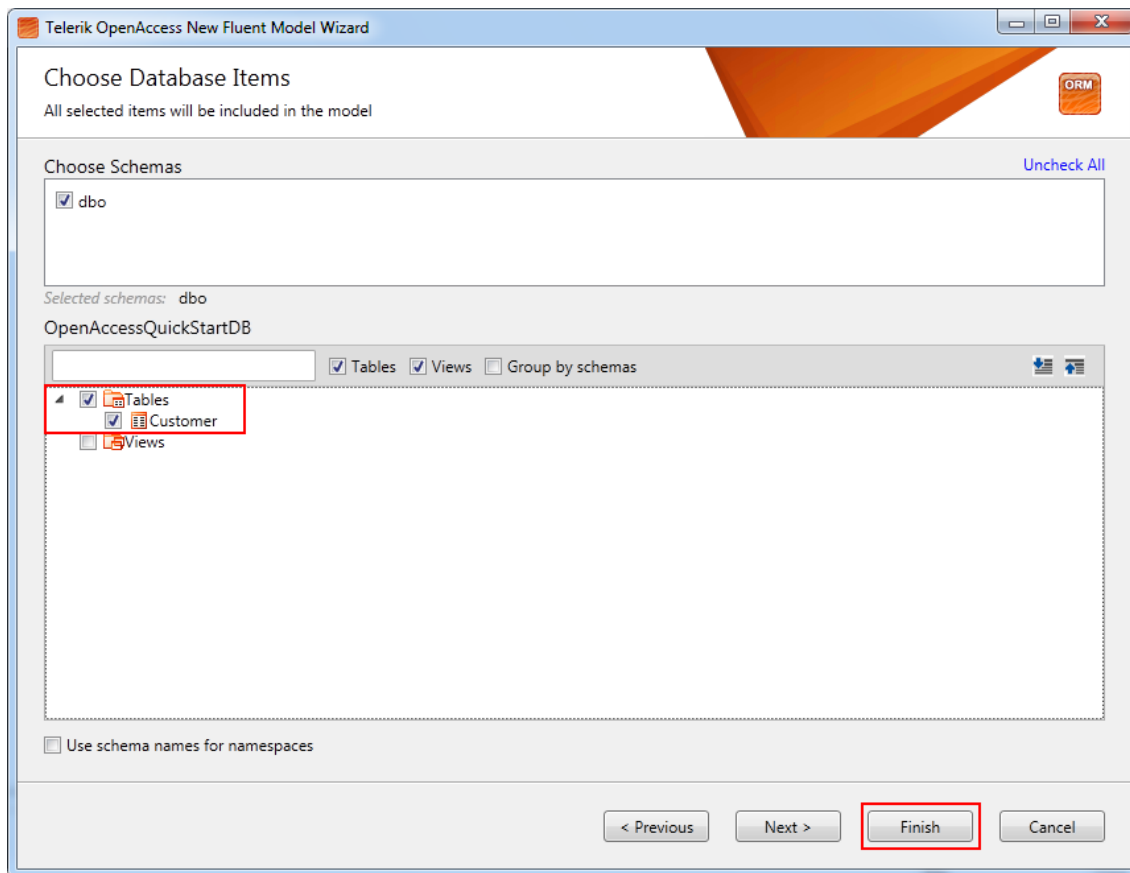 Telerik OpenAccess New Fluent Model Wizard
Choose Database Items
All selected items will be included in the model
ORM
Choose Schemas
Uncheck All
dbo
Selected schemas: dbo
OpenAccessQuickStartDB
Tables Views Group by schemas
Tables
Customer
Views
Use schema names for namespaces
< Previous Next > Finish Cancel